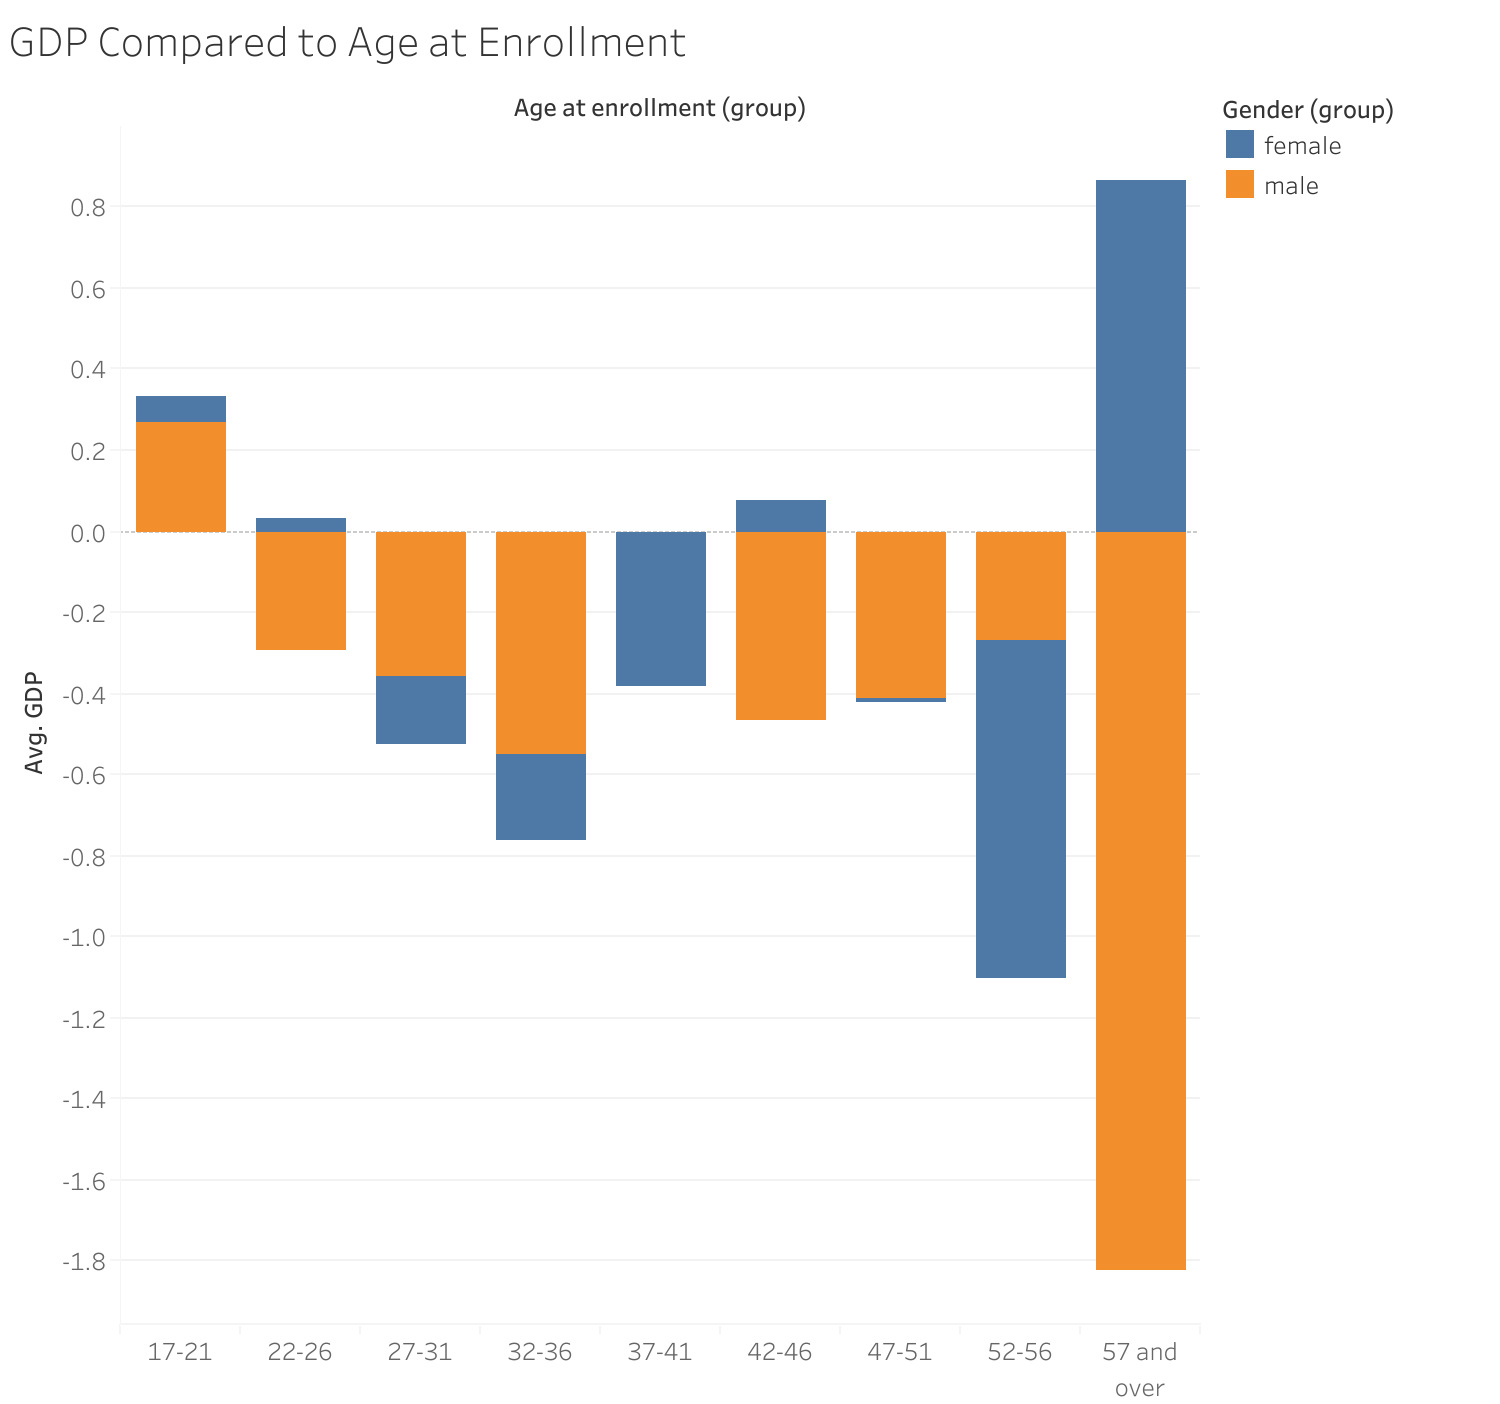 GDP Compared to Age at Enrollment
Age at enrollment (group)
Gender (group)
female
male
Avg. GDP
0.8
0.6
0.4
0.2
0.0
-0.2
-0.4
-0.6
-0.8
-1.0
-1.2
-1.4
-1.6
-1.8
17-21 22-26 27-31 32-36 37-41 42-46 47-51 52-56 57 and
over